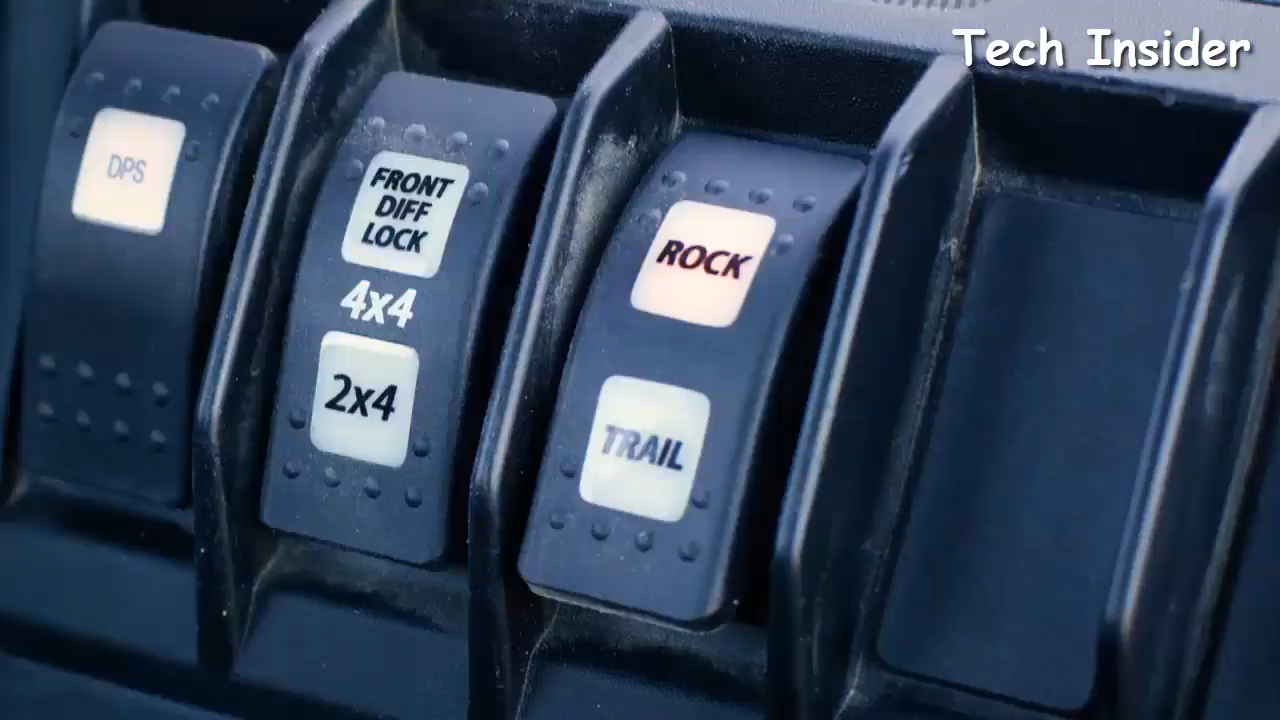 Tech Insider
DPS
FRONT
DIFF
LOCK
4x4
2x4
ROCK
TRAIL